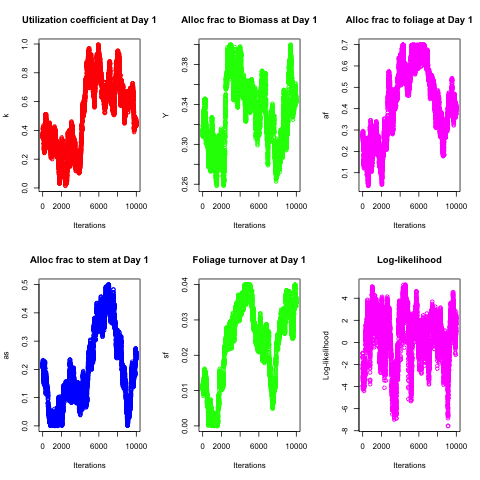 Utilization coefficient at Day 1
k
0.0 0.2 0.4 0.6 0.8 1.0
0 2000 6000 10000
Iterations
Alloc frac to Biomass at Day 1
Y
0.26 0.30 0.34 0.38
0 2000 6000 10000
Iterations
Alloc frac to foliage at Day 1
af
0.1 0.2 0.3 0.4 0.5 0.6 0.7
0 2000 6000 10000
Iterations
Alloc frac to stem at Day 1
as
0.0 0.1 0.2 0.3 0.4 0.5
0 2000 6000 10000
Iterations
Foliage turnover at Day 1
sf
0.00 0.01 0.02 0.03 0.04
0 2000 6000 10000
Iterations
Log-likelihood
Log-likelihood
-8 -6 -4 -2 0 2 4
0 2000 6000 10000
Iterations